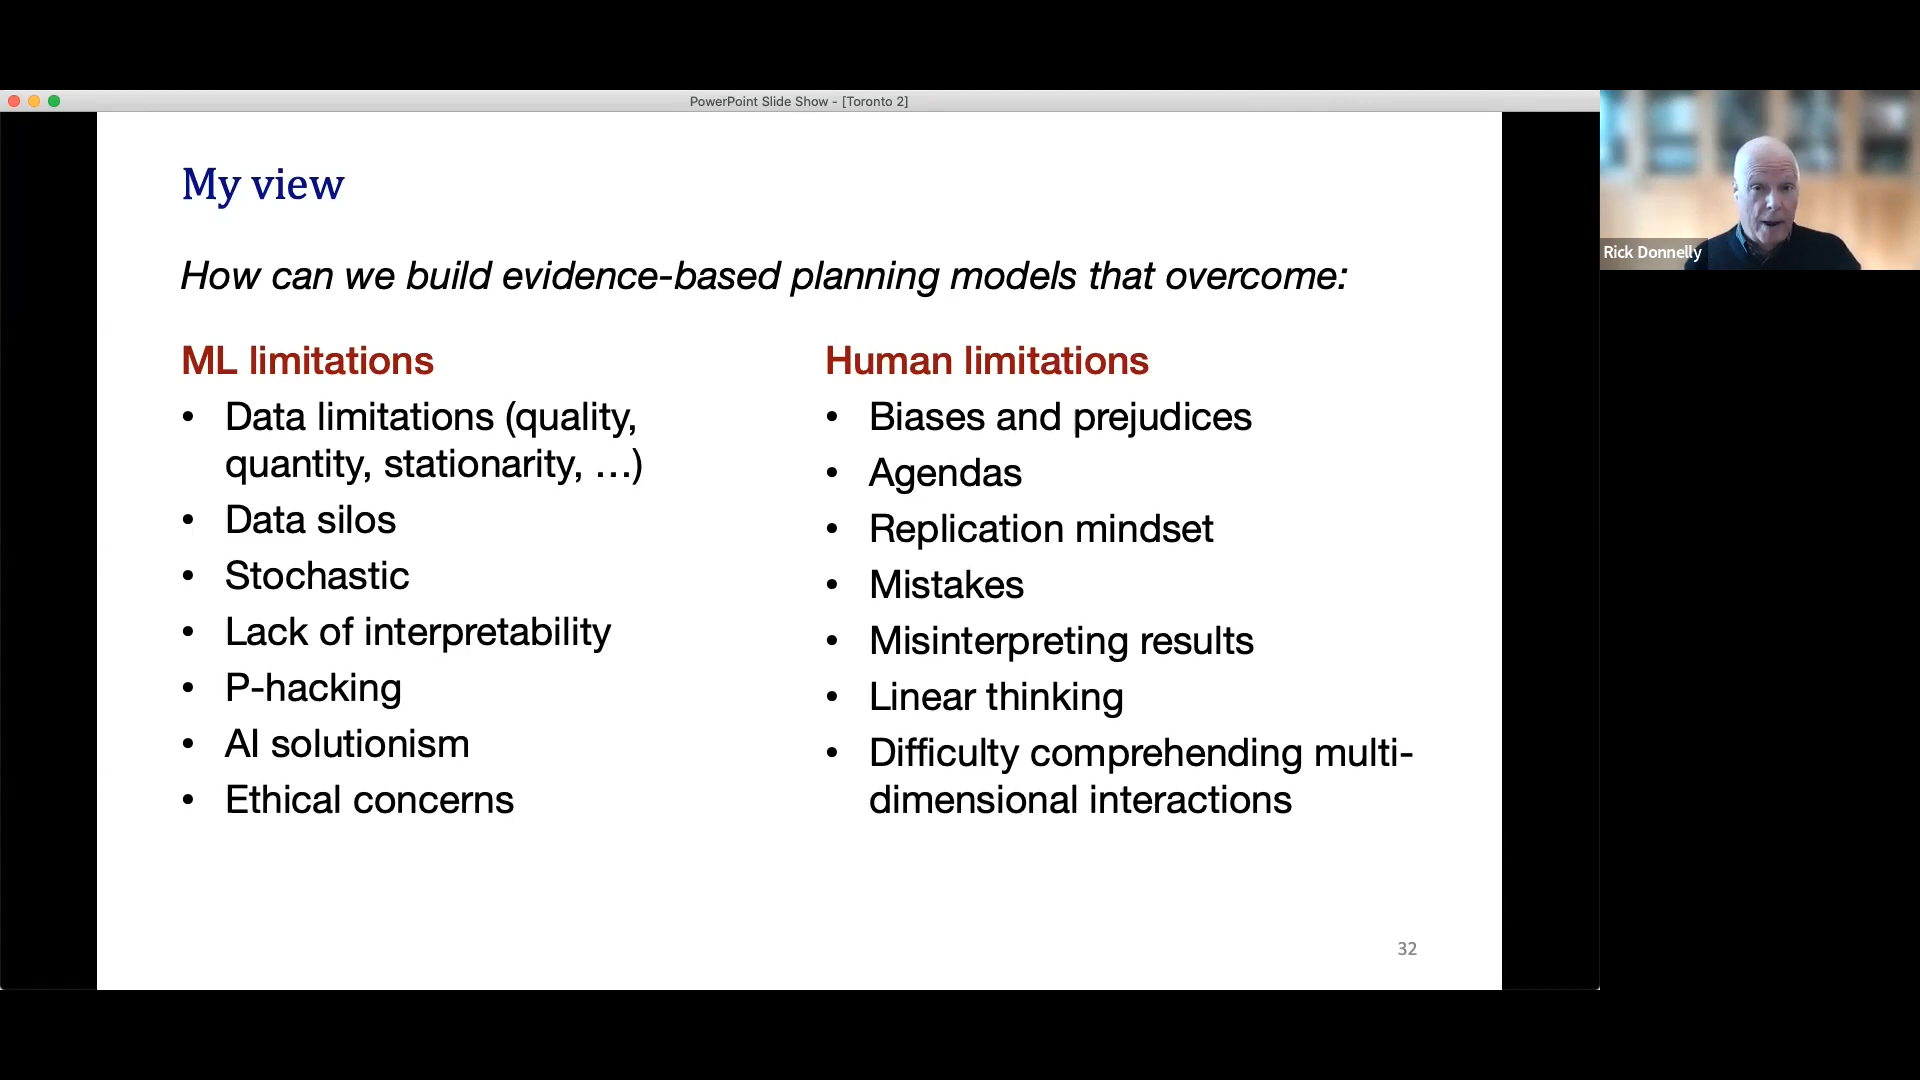 PowerPoint Slide Show - [Toronto 2]
My view
How can we build evidence-based planning models that overcome:
ML limitations
• Data limitations (quality,
quantity, stationarity, …)
• Data silos
• Stochastic
• Lack of interpretability
• P-hacking
• AI solutionism
• Ethical concerns
Human limitations
• Biases and prejudices
• Agendas
• Replication mindset
• Mistakes
• Misinterpreting results
• Linear thinking
• Difficulty comprehending multi-
dimensional interactions
32
Rick Donnelly